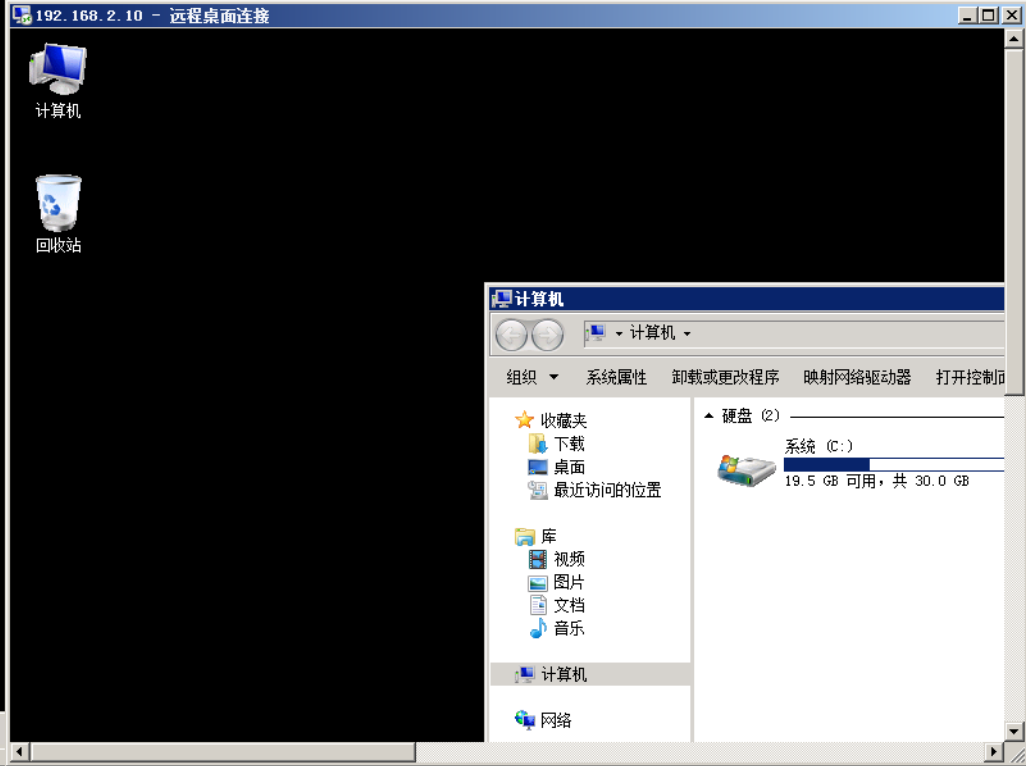 192.168.2.10 - 远程桌面连接
计算机
回收站
计算机
计算机
组织 系统属性 卸载或更改程序 映射网络驱动器 打开控制
收藏夹
下载
桌面
最近访问的位置
库
视频
图片
文档
音乐
计算机
网络
硬盘 (2)
系统 (C:)
19.5 GB 可用，共 30.0 GB